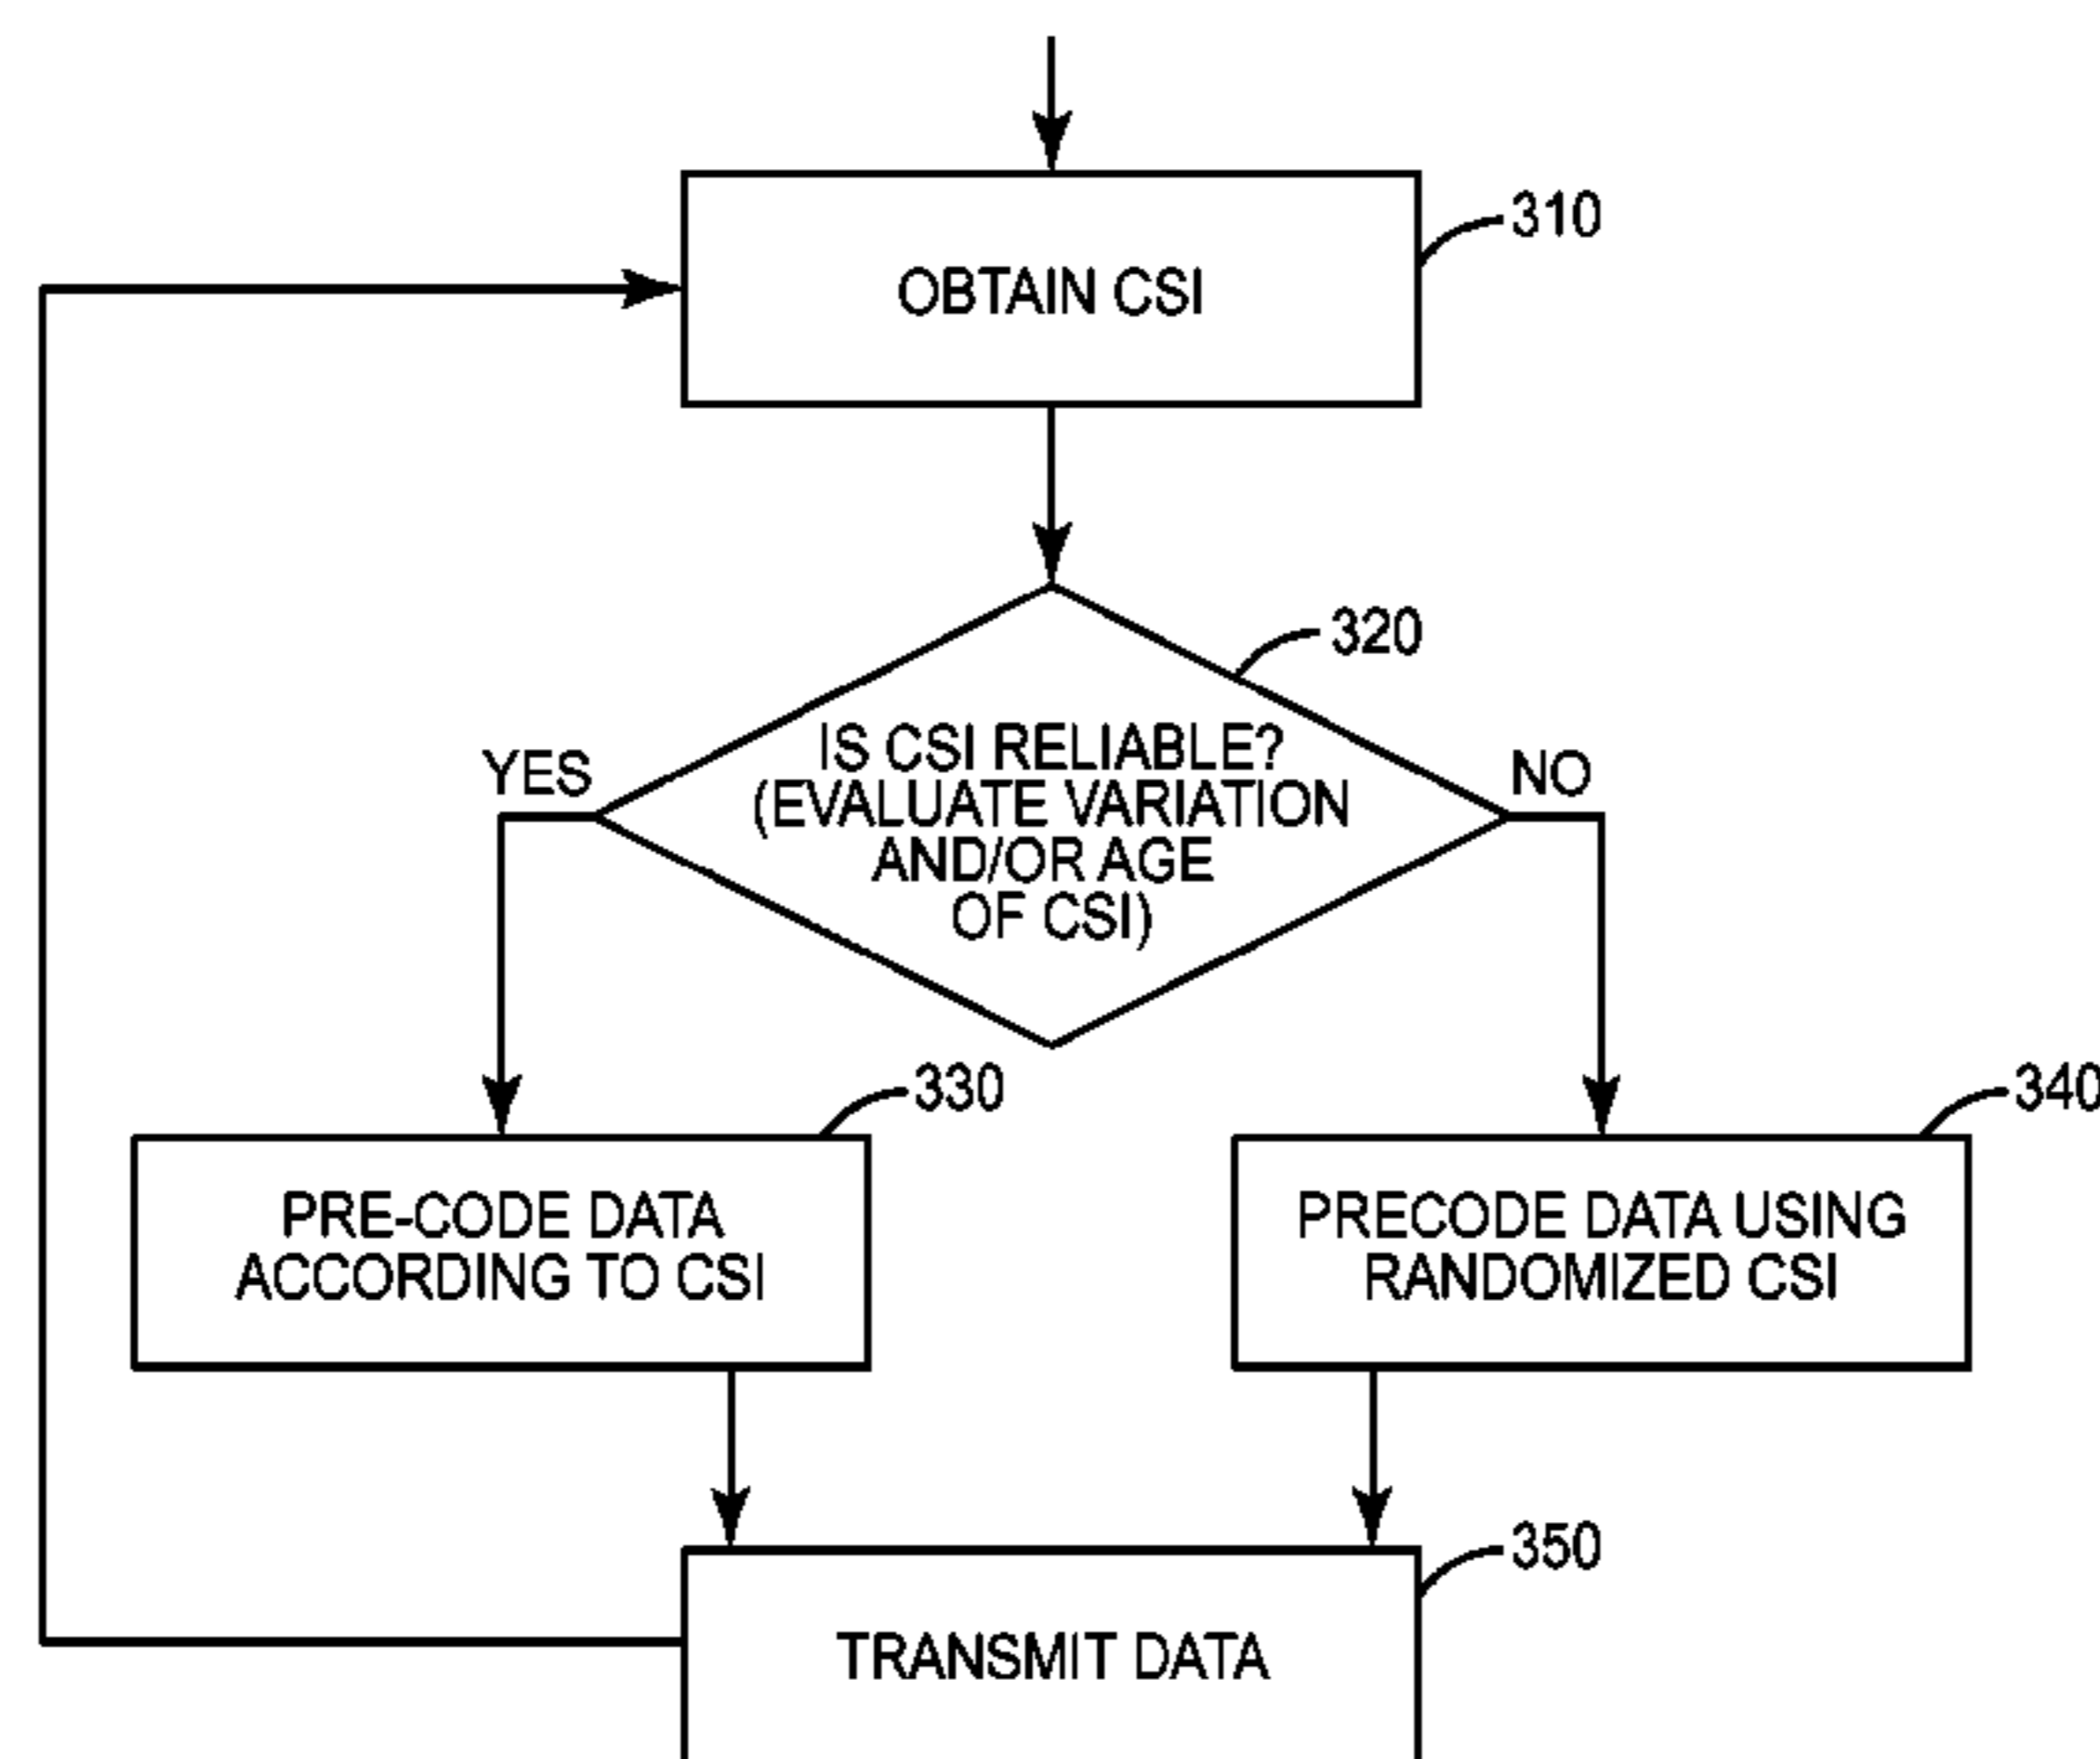 310
OBTAIN CSI
320
IS CSI RELIABLE?
(EVALUATE VARIATION
AND/OR AGE
OF CSI)
YES
NO
330
340
PRE-CODE DATA
ACCORDING TO CSI
PRECODE DATA USING
RANDOMIZED CSI
350
TRANSMIT DATA